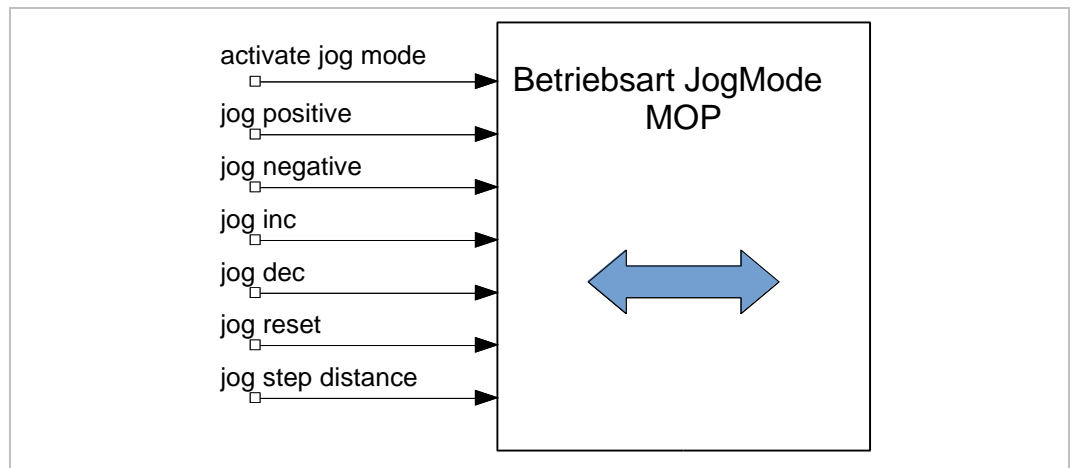 activate jog mode
Betriebsart JogMode
MOP
jog positive
jog negative
jog inc
jog dec
jog reset
jog step distance